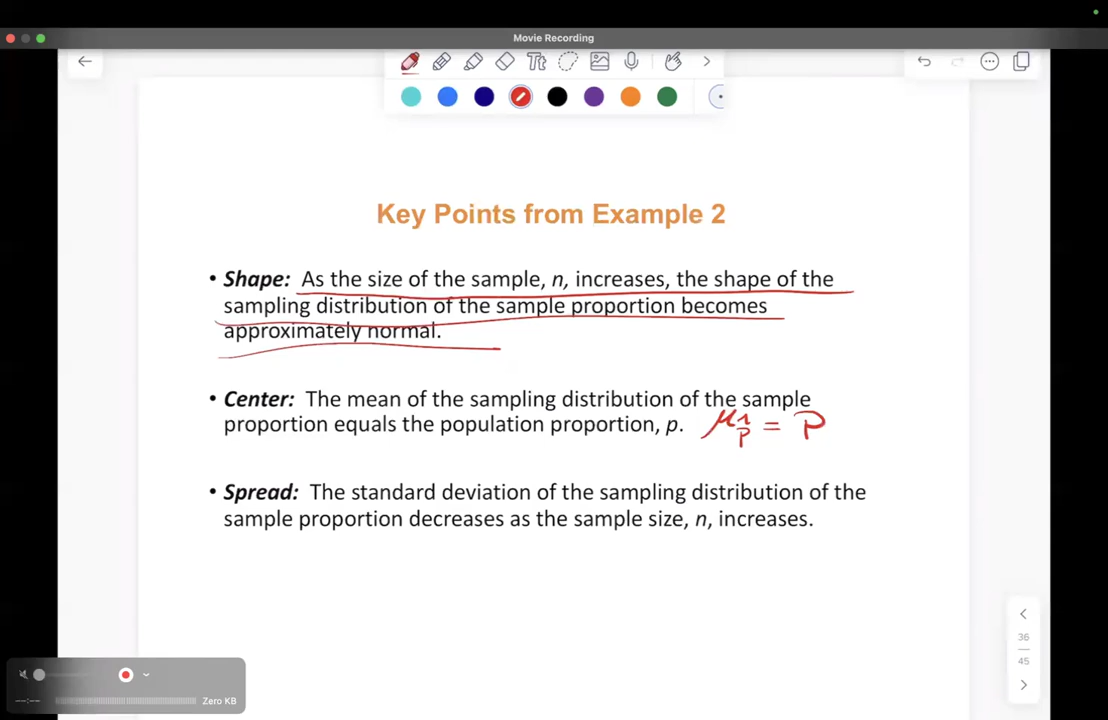 Movie Recording
Tt
Key Points from Example 2
• Shape: As the size of the sample, n, increases, the shape of the
sampling distribution of the sample proportion becomes
approximately normal.
• Center: The mean of the sampling distribution of the sample
proportion equals the population proportion, p. μp̂ = P
• Spread: The standard deviation of the sampling distribution of the
sample proportion decreases as the sample size, n, increases.
36
45
--:--
Zero KB